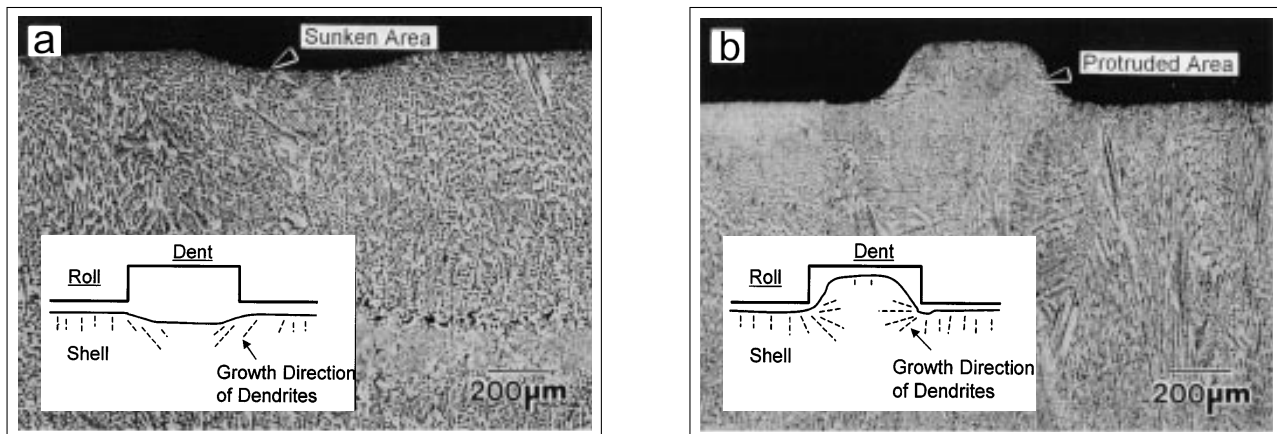 a
Sunken Area
Dent
Roll
Shell
Growth Direction
of Dendrites
200μm
b
Protruded Area
Dent
Roll
Shell
Growth Direction
of Dendrites
200μm